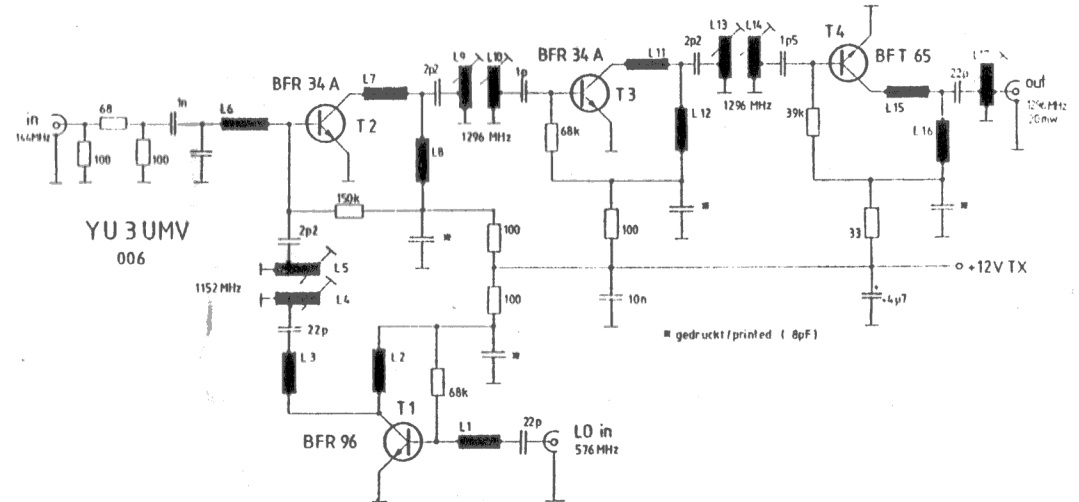 in
144MHz
68
100
100
1n
L6
BFR 34 A
T2
L7
2p2
L9
L10
1p
1296 MHz
L8
150k
2p2
L5
L4
1152 MHz
22p
L3
L2
100
100
*
*
68k
T1
BFR 96
L1
22p
LO in
576 MHz
YU 3 UMV
006
BFR 34 A
T3
68k
L11
2p2
L13
L14
1p5
1296 MHz
L12
*
100
10n
T4
BFT 65
39k
L15
22p
L17
out
1296 MHz
20mw
L16
*
33
+12V TX
+
4µ7
* gedruckt/printed ( 8pF)